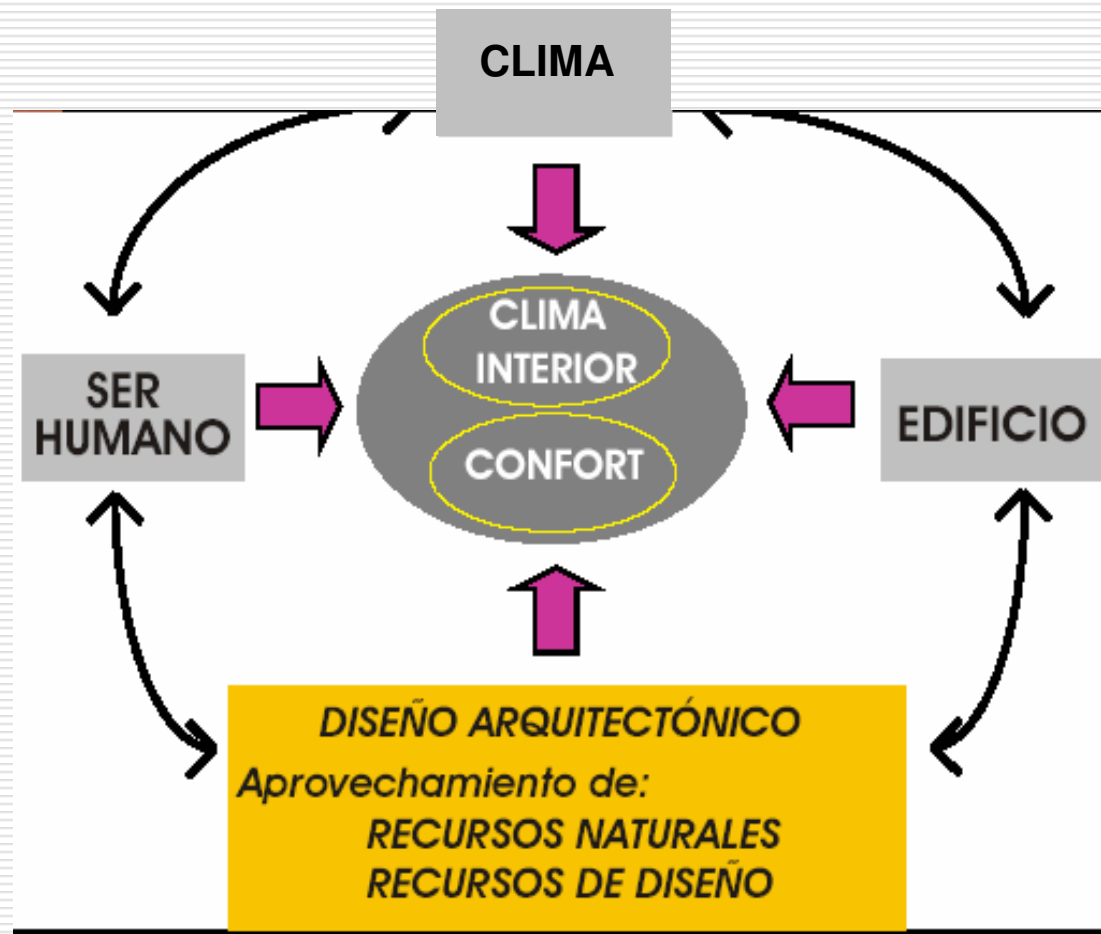 CLIMA
CLIMA
INTERIOR
CONFORT
SER
HUMANO
EDIFICIO
DISEÑO ARQUITECTÓNICO
Aprovechamiento de:
RECURSOS NATURALES
RECURSOS DE DISEÑO